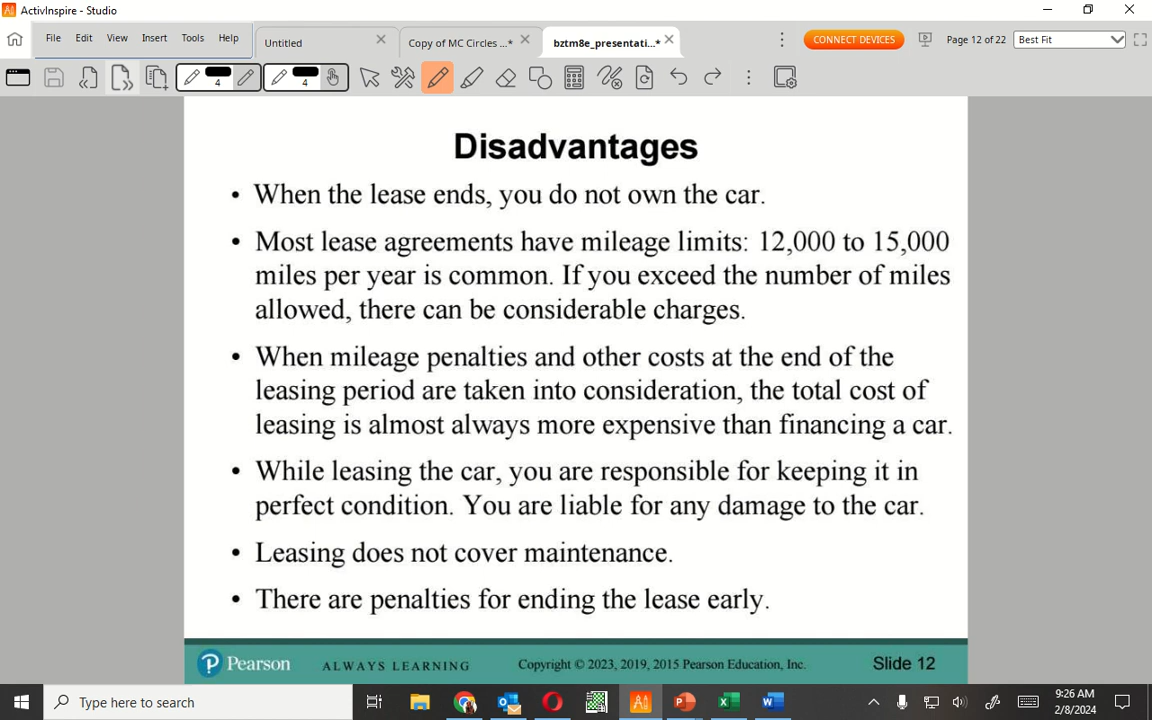 ActivInspire - Studio
File Edit View Insert Tools Help
Untitled
Copy of MC Circles ...*
bztm8e_presentati...*
CONNECT DEVICES
Page 12 of 22
Best Fit
4
4
Disadvantages
• When the lease ends, you do not own the car.
• Most lease agreements have mileage limits: 12,000 to 15,000
miles per year is common. If you exceed the number of miles
allowed, there can be considerable charges.
• When mileage penalties and other costs at the end of the
leasing period are taken into consideration, the total cost of
leasing is almost always more expensive than financing a car.
• While leasing the car, you are responsible for keeping it in
perfect condition. You are liable for any damage to the car.
• Leasing does not cover maintenance.
• There are penalties for ending the lease early.
Pearson
ALWAYS LEARNING
Copyright © 2023, 2019, 2015 Pearson Education, Inc.
Slide 12
Type here to search
9:26 AM
2/8/2024